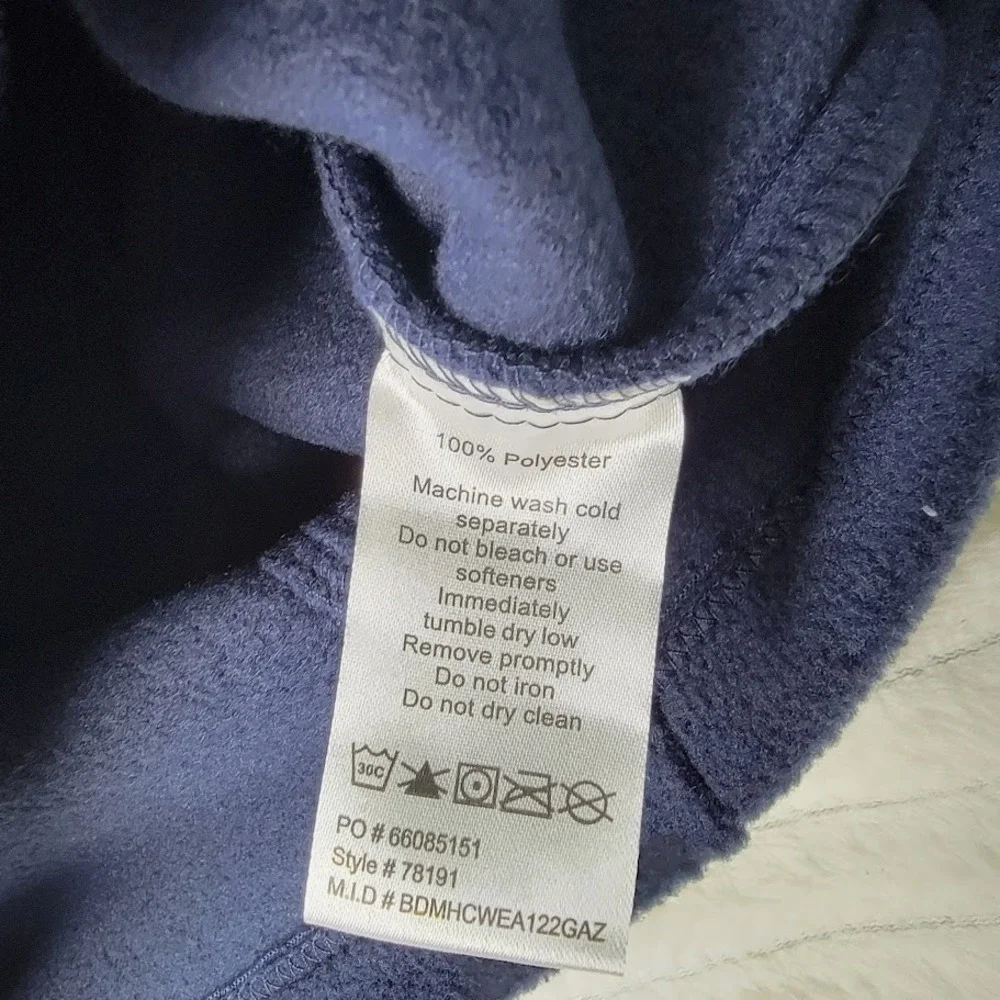 100% Polyester
Machine wash cold
separately
Do not bleach or use
softeners
Immediately
tumble dry low
Remove promptly
Do not iron
Do not dry clean
30C
PO # 66085151
Style # 78191
M.I.D # BDMHCWEA122GAZ